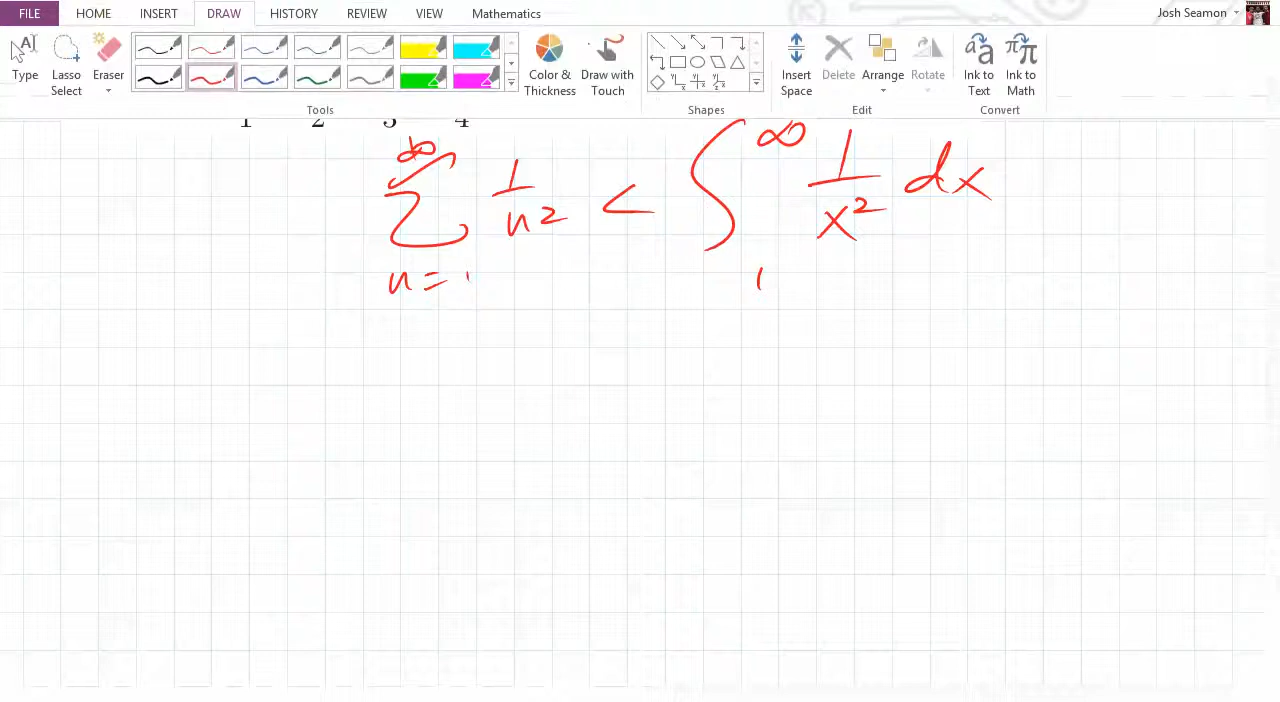 FILE HOME INSERT DRAW HISTORY REVIEW VIEW Mathematics Josh Seamon
Type Lasso Select Eraser Color & Thickness Draw with Touch Insert Space Delete Arrange Rotate Ink to Text Ink to Math
Tools Shapes Edit Convert
1 2 3 4
∑_{n=1}^{∞} 1/n² < ∫_{1}^{∞} 1/x² dx